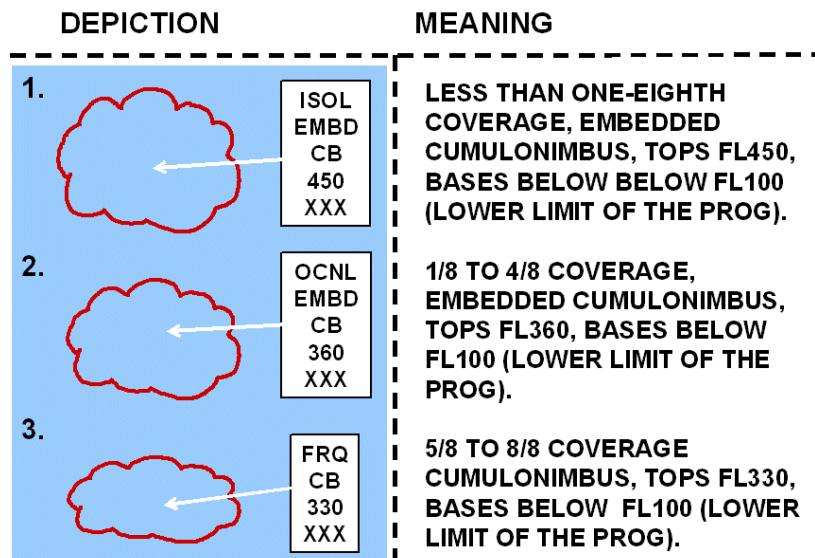 DEPICTION
MEANING
1.
ISOL
EMBD
CB
450
XXX
LESS THAN ONE-EIGHTH
COVERAGE, EMBEDDED
CUMULONIMBUS, TOPS FL450,
BASES BELOW BELOW FL100
(LOWER LIMIT OF THE PROG).
2.
OCNL
EMBD
CB
360
XXX
1/8 TO 4/8 COVERAGE,
EMBEDDED CUMULONIMBUS,
TOPS FL360, BASES BELOW
FL100 (LOWER LIMIT OF THE
PROG).
3.
FRQ
CB
330
XXX
5/8 TO 8/8 COVERAGE
CUMULONIMBUS, TOPS FL330,
BASES BELOW FL100 (LOWER
LIMIT OF THE PROG).